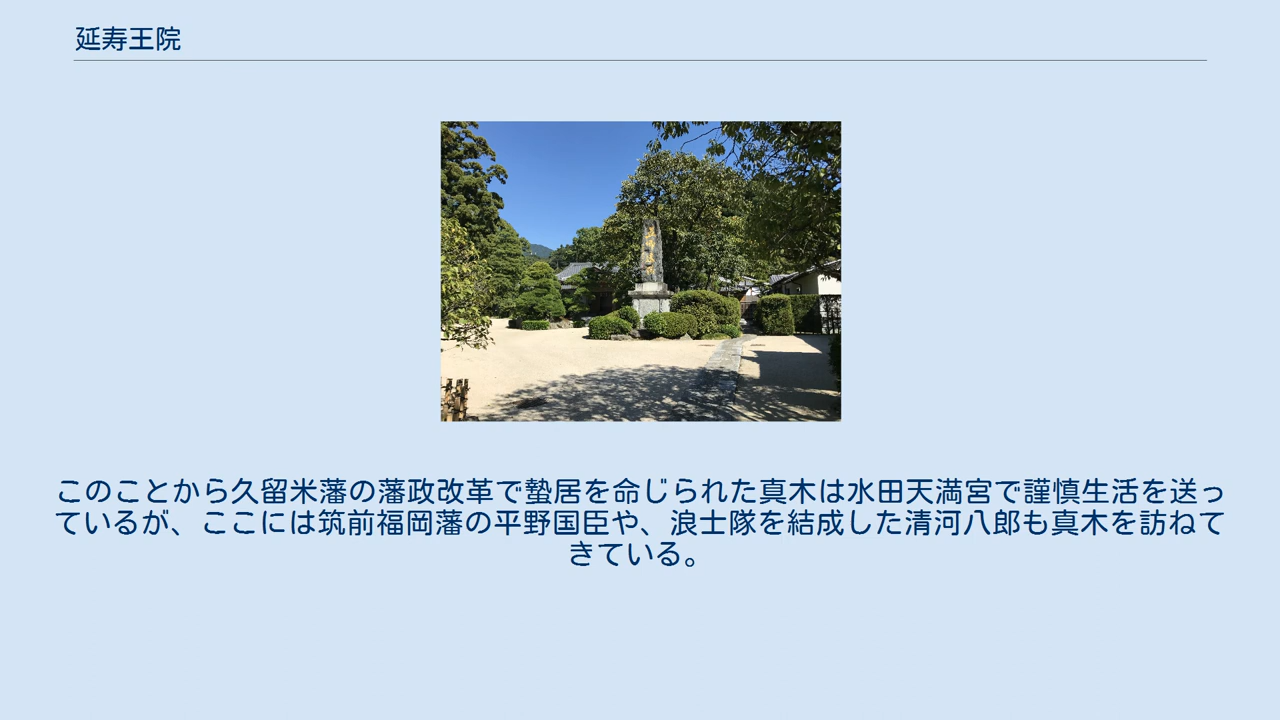 延寿王院
このことから久留米藩の藩政改革で蟄居を命じられた真木は水田天満宮で謹慎生活を送っ
ているが、ここには筑前福岡藩の平野国臣や、浪士隊を結成した清河八郎も真木を訪ねて
きている。